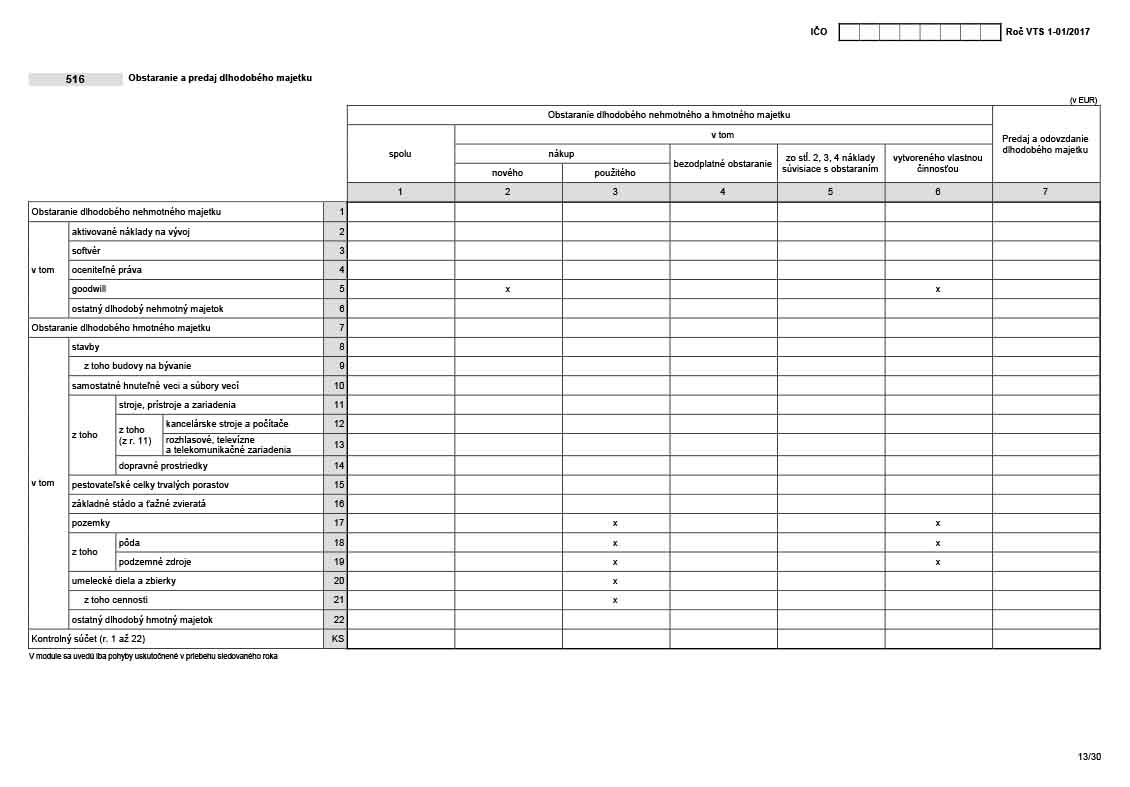 IČO Roč VTS 1-01/2017
516 Obstaranie a predaj dlhodobého majetku
(v EUR)
Obstaranie dlhodobého nehmotného a hmotného majetku
Predaj a odovzdanie
dlhodobého majetku
spolu
v tom
nákup
bezodplatné obstaranie
zo stĺ. 2, 3, 4 náklady
súvisiace s obstaraním
vytvoreného vlastnou
činnosťou
nového použitého
1 2 3 4 5 6 7
Obstaranie dlhodobého nehmotného majetku 1
v tom
aktivované náklady na vývoj 2
softvér 3
oceniteľné práva 4
goodwill 5 x x
ostatný dlhodobý nehmotný majetok 6
Obstaranie dlhodobého hmotného majetku 7
v tom
stavby 8
z toho budovy na bývanie 9
samostatné hnuteľné veci a súbory vecí 10
z toho
stroje, prístroje a zariadenia 11
z toho
(z r. 11)
kancelárske stroje a počítače 12
rozhlasové, televízne
a telekomunikačné zariadenia 13
dopravné prostriedky 14
pestovateľské celky trvalých porastov 15
základné stádo a ťažné zvieratá 16
pozemky 17 x x
z toho
pôda 18 x x
podzemné zdroje 19 x x
umelecké diela a zbierky 20 x
z toho cennosti 21 x
ostatný dlhodobý hmotný majetok 22
Kontrolný súčet (r. 1 až 22) KS
V module sa uvedú iba pohyby uskutočnené v priebehu sledovaného roka
13/30